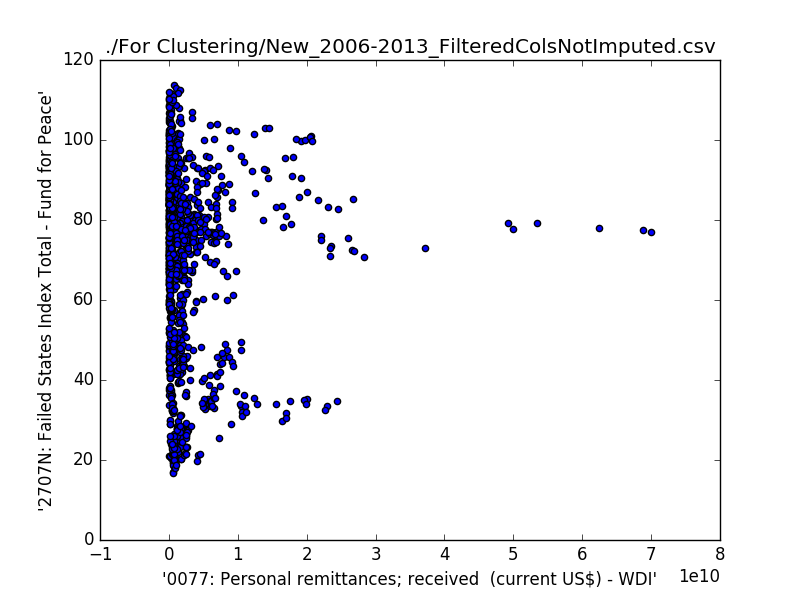 ./For Clustering/New_2006-2013_FilteredColsNotImputed.csv
120
100
80
60
40
20
0
'2707N: Failed States Index Total - Fund for Peace'
−1 0 1 2 3 4 5 6 7 8
1e10
'0077: Personal remittances; received  (current US$) - WDI'